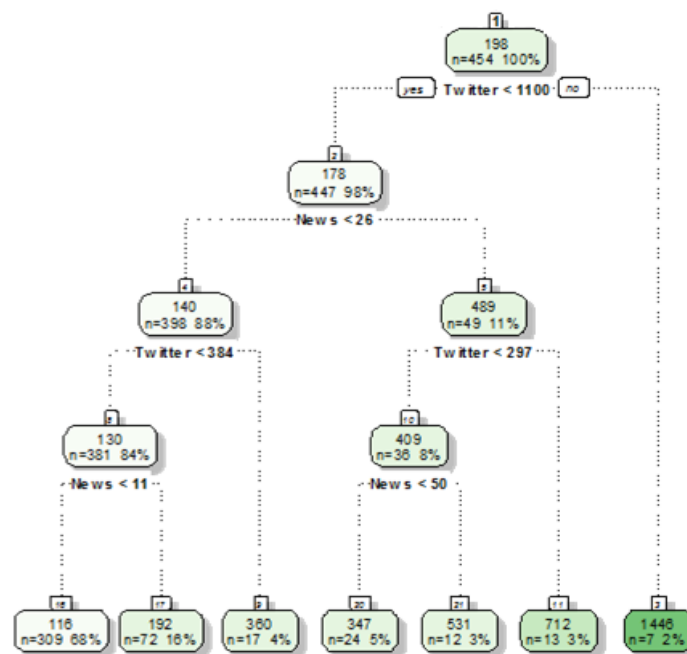 1
198
n=454 100%
yes Twitter < 1100 no
2
178
n=447 98%
News < 26
4
140
n=398 88%
5
489
n=49 11%
Twitter < 384
Twitter < 297
130
n=381 84%
10
409
n=36 8%
News < 11
News < 50
16
116
n=309 68%
17
192
n=72 16%
9
360
n=17 4%
20
347
n=24 5%
21
531
n=12 3%
11
712
n=13 3%
3
1446
n=7 2%